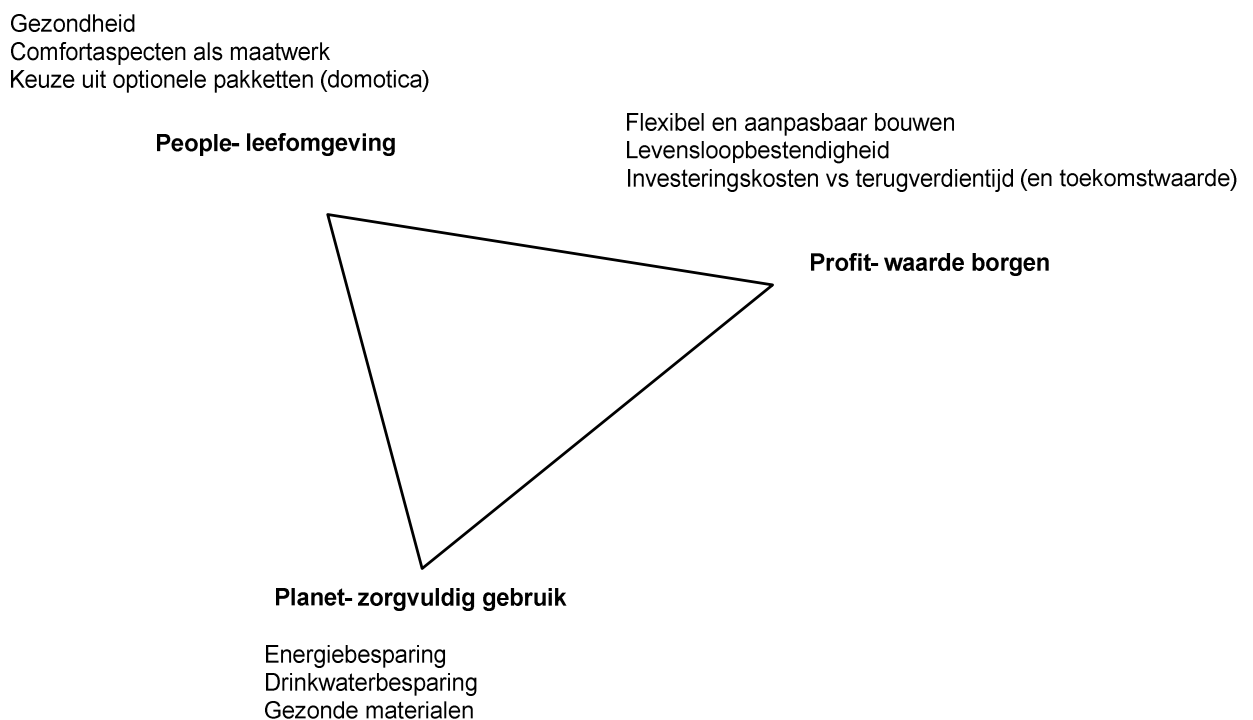 Gezondheid
Comfortaspecten als maatwerk
Keuze uit optionele pakketten (domotica)
People- leefomgeving
Flexibel en aanpasbaar bouwen
Levensloopbestendigheid
Investeringskosten vs terugverdientijd (en toekomstwaarde)
Profit- waarde borgen
Planet- zorgvuldig gebruik
Energiebesparing
Drinkwaterbesparing
Gezonde materialen